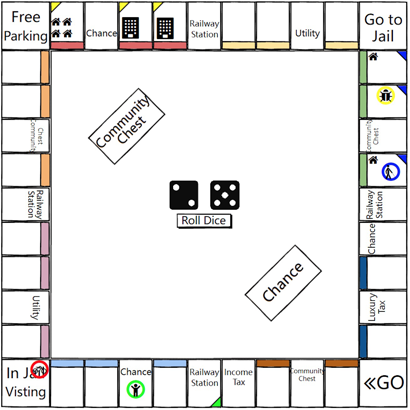 Free
Parking
Chance
Railway
Station
Utility
Go to
Jail
Community
Chest
Community
Chest
Community
Chest
Railway
Station
Railway
Station
Roll Dice
Chance
Chance
Utility
Luxury
Tax
In Jail
Visting
Chance
Railway
Station
Income
Tax
Community
Chest
«GO